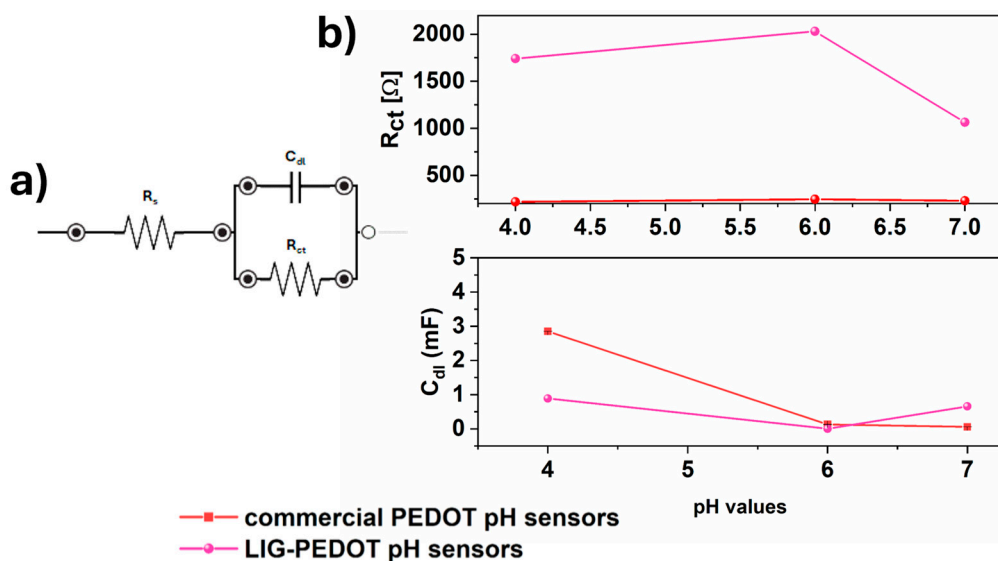 a)
R_s
C_dl
R_ct
b)
R_ct [Ω]
2000
1500
1000
500
4.0 4.5 5.0 5.5 6.0 6.5 7.0
C_dl (mF)
5
4
3
2
1
0
4 5 6 7
pH values
commercial PEDOT pH sensors
LIG-PEDOT pH sensors